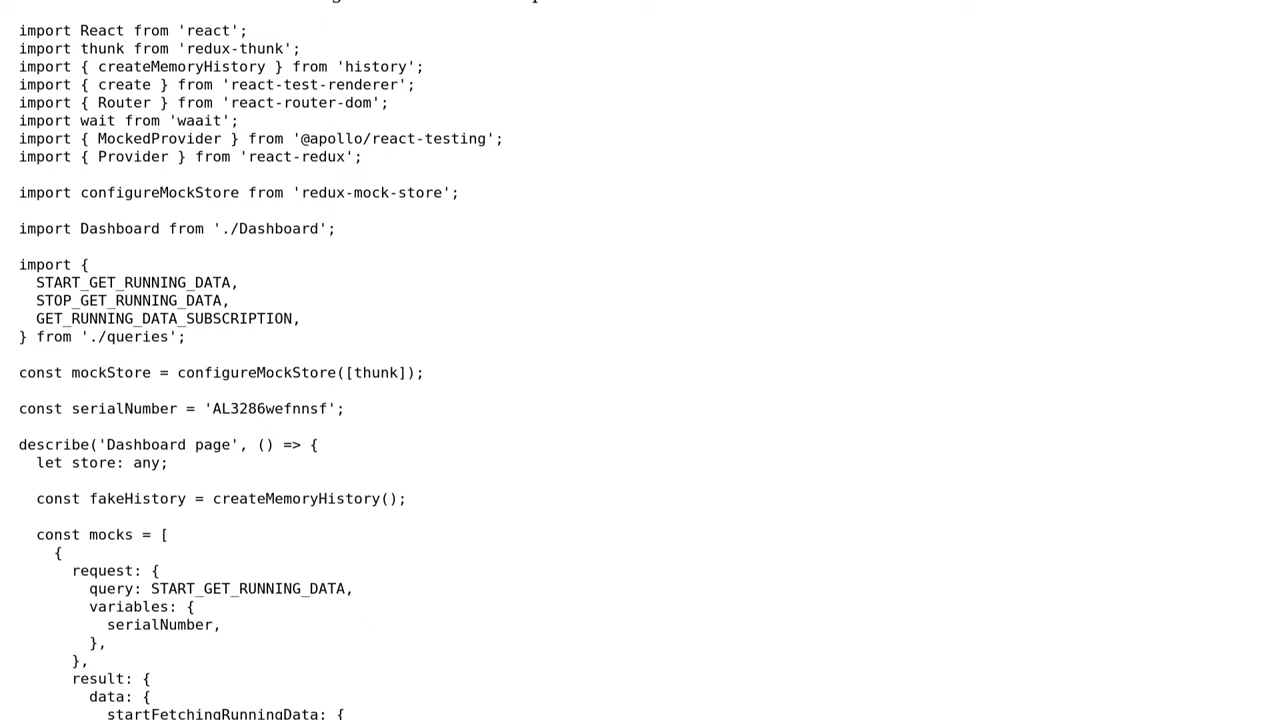 import React from 'react';
import thunk from 'redux-thunk';
import { createMemoryHistory } from 'history';
import { create } from 'react-test-renderer';
import { Router } from 'react-router-dom';
import wait from 'waait';
import { MockedProvider } from '@apollo/react-testing';
import { Provider } from 'react-redux';

import configureMockStore from 'redux-mock-store';

import Dashboard from './Dashboard';

import {
  START_GET_RUNNING_DATA,
  STOP_GET_RUNNING_DATA,
  GET_RUNNING_DATA_SUBSCRIPTION,
} from './queries';

const mockStore = configureMockStore([thunk]);

const serialNumber = 'AL3286wefnnsf';

describe('Dashboard page', () => {
  let store: any;

  const fakeHistory = createMemoryHistory();

  const mocks = [
    {
      request: {
        query: START_GET_RUNNING_DATA,
        variables: {
          serialNumber,
        },
      },
      result: {
        data: {
          startFetchingRunningData: {